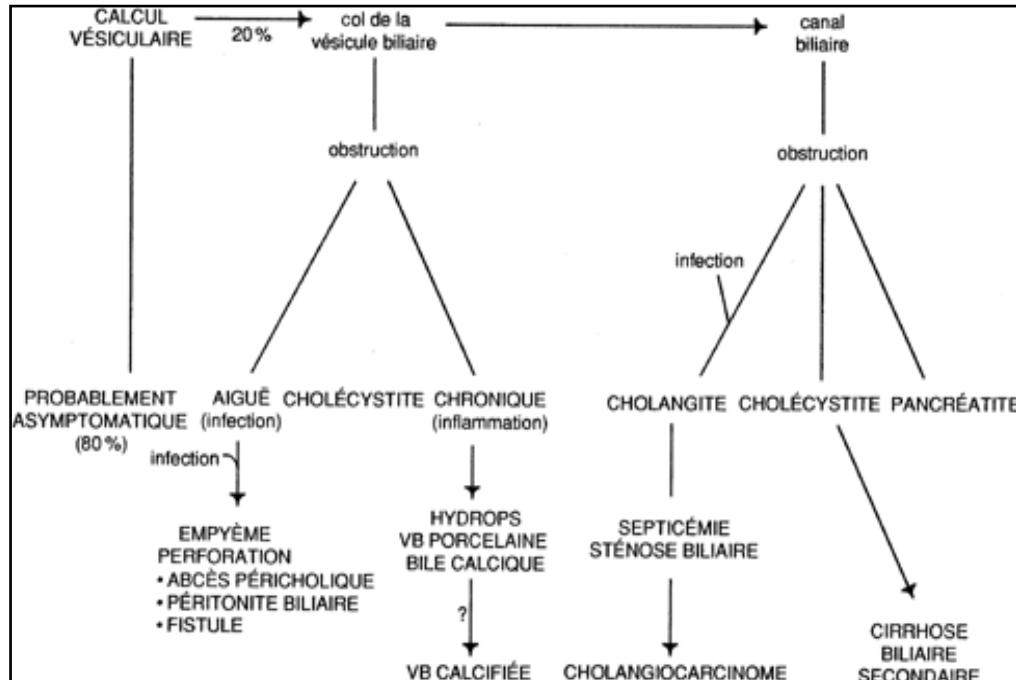 CALCUL
VÉSICULAIRE
20 %
col de la
vésicule biliaire
canal
biliaire
obstruction
obstruction
infection
PROBABLEMENT
ASYMPTOMATIQUE
(80 %)
AIGUË
(infection)
CHOLÉCYSTITE
CHRONIQUE
(inflammation)
CHOLANGITE
CHOLÉCYSTITE
PANCRÉATITE
infection
EMPYÈME
PERFORATION
• ABCÈS PÉRICHOLIQUE
• PÉRITONITE BILIAIRE
• FISTULE
HYDROPS
VB PORCELAINE
BILE CALCIQUE
?
VB CALCIFIÉE
SEPTICÉMIE
STÉNOSE BILIAIRE
CHOLANGIOCARCINOME
CIRRHOSE
BILIAIRE
SECONDAIRE